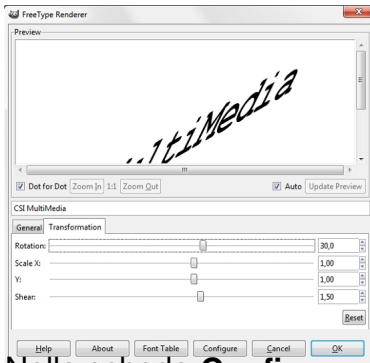 FreeType Renderer
Preview
ultiMedia
Dot for Dot Zoom In 1:1 Zoom Out Auto Update Preview
CSI MultiMedia
General Transformation
Rotation: 30,0
Scale X: 1,00
Y: 1,00
Shear: 1,50
Reset
Help About Font Table Configure Cancel OK